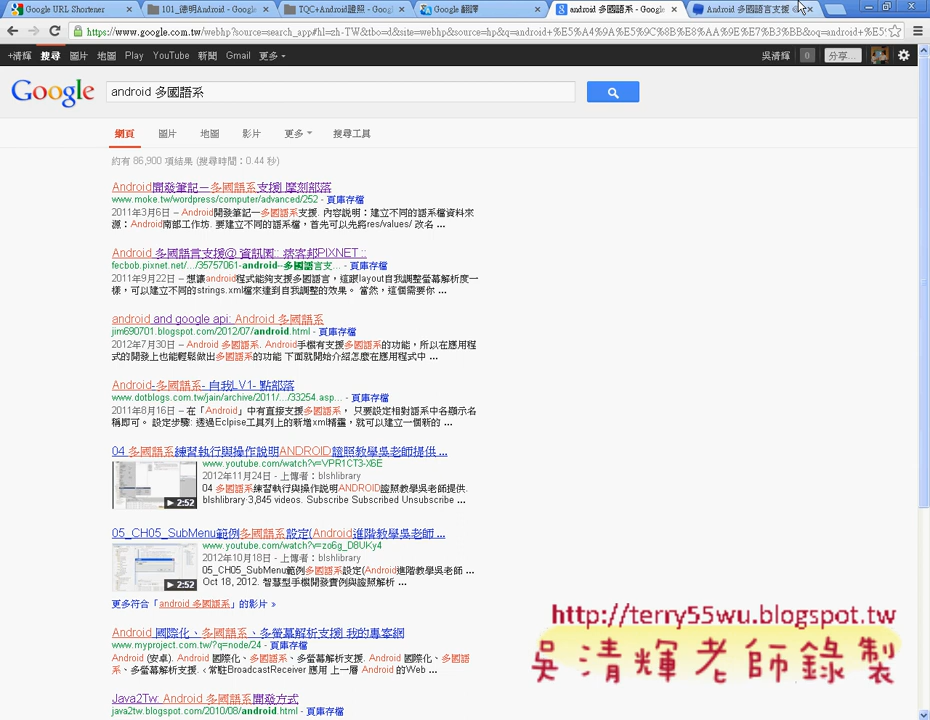 Google URL Shortener
101_達明Android - Google
TQC+Android證照 - Google
Google 翻譯
android 多國語系 - Google
Android 多國語言支援 @
https://www.google.com.tw/webhp?source=search_app#hl=zh-TW&tbo=d&site=webhp&source=hp&q=android+%E5%A4%9A%E5%9C%8B%E8%AA%9E%E7%B3%BB&oq=android+%E5
+清輝 搜尋 圖片 地圖 Play YouTube 新聞 Gmail 更多
吳清輝 0 分享...
Google
android 多國語系
網頁 圖片 地圖 影片 更多 搜尋工具
約有 86,900 項結果 (搜尋時間：0.44 秒)
Android開發筆記－多國語系支援| 摩刻部落
www.moke.tw/wordpress/computer/advanced/252 - 頁庫存檔
2011年3月6日 – Android開發筆記－多國語系支援. 內容說明：建立不同的語系檔資料來
源：Android南部工作坊. 要建立不同的語系檔，首先可以先將res/values/ 改名 ...
Android 多國語言支援@ 資訊園:: 痞客邦PIXNET ::
fecbob.pixnet.net/.../35757061-android--多國語言支... - 頁庫存檔
2011年9月22日 – 想讓android程式能夠支援多國語言，這跟layout自我調整螢幕解析度一
樣，可以建立不同的strings.xml檔來達到自我調整的效果。 當然，這個需要你 ...
android and google api: Android 多國語系
jim690701.blogspot.com/2012/07/android.html - 頁庫存檔
2012年7月30日 – Android 多國語系. Android手機有支援多國語系的功能，所以在應用程
式的開發上也能輕鬆做出多國語系的功能 下面就開始介紹怎麼在應用程式中 ...
Android-多國語系- 自我LV1- 點部落
www.dotblogs.com.tw/jain/archive/2011/.../33254.asp... - 頁庫存檔
2011年8月16日 – 在「Android」中有直接支援多國語系， 只要設定相對語系中各顯示名
稱即可。 設定步驟: 透過Eclpise工具列上的新增xml精靈，就可以建立一個新的 ...
04 多國語系練習執行與操作說明ANDROID證照教學吳老師提供 ...
www.youtube.com/watch?v=VPR1CT3-X6E
2012年11月24日 - 上傳者：blshlibrary
04 多國語系練習執行與操作說明ANDROID證照教學吳老師提供.
blshlibrary·3,845 videos. Subscribe Subscribed Unsubscribe ...
2:52
05_CH05_SubMenu範例多國語系設定(Android進階教學吳老師 ...
www.youtube.com/watch?v=zo6g_D8UKy4
2012年10月18日 - 上傳者：blshlibrary
05_CH05_SubMenu範例多國語系設定(Android進階教學吳老師 ...
Oct 18, 2012. 智慧型手機開發實例與證照解析 ...
2:52
更多符合「android 多國語系」的影片 »
Android 國際化、多國語系、多螢幕解析支援| 我的專案網
www.myproject.com.tw/?q=node/24 - 頁庫存檔
Android (安卓). Android 國際化、多國語系、多螢幕解析支援. Android 國際化、多國語
系、多螢幕解析支援. ‹ 常駐BroadcastReceiver 應用 上一層 Android 的Web ...
Java2Tw: Android 多國語系開發方式
java2tw.blogspot.com/2010/08/android.html - 頁庫存檔
http://terry55wu.blogspot.tw
吳清輝老師錄製